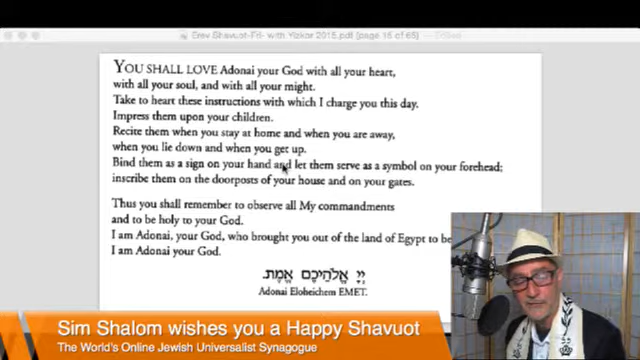 Erev Shavuot-Fri- with Yizkor 2015.pdf (page 15 of 65)
YOU SHALL LOVE Adonai your God with all your heart,
with all your soul, and with all your might.
Take to heart these instructions with which I charge you this day.
Impress them upon your children.
Recite them when you stay at home and when you are away,
when you lie down and when you get up.
Bind them as a sign on your hand and let them serve as a symbol on your forehead;
inscribe them on the doorposts of your house and on your gates.
Thus you shall remember to observe all My commandments
and to be holy to your God.
I am Adonai, your God, who brought you out of the land of Egypt to be
I am Adonai your God.
יְיָ אֱלֹהֵיכֶם אֱמֶת.
Adonai Eloheichem EMET.
Sim Shalom wishes you a Happy Shavuot
The World's Online Jewish Universalist Synagogue